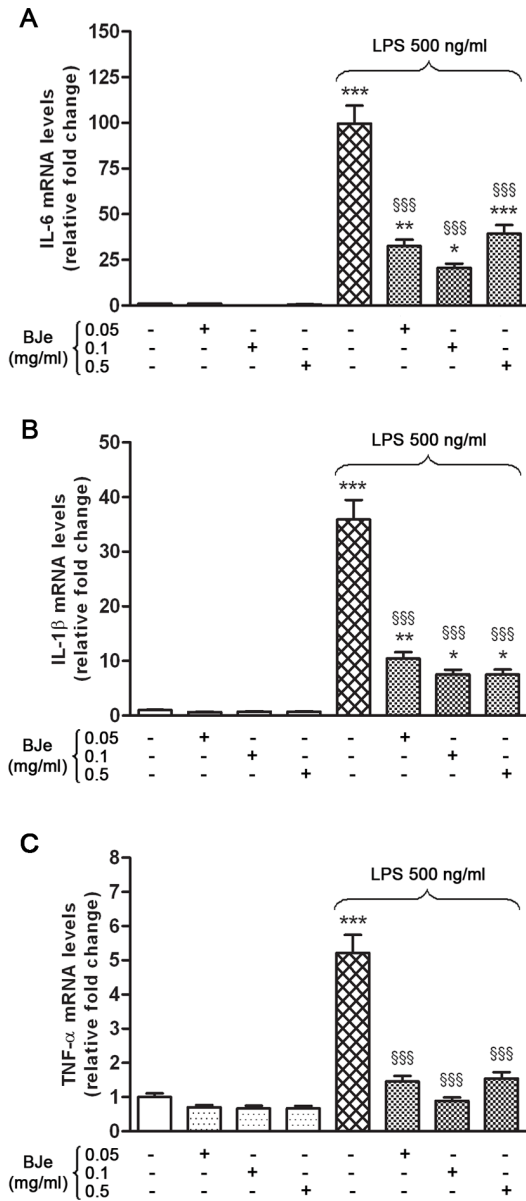 A
LPS 500 ng/ml
IL-6 mRNA levels
(relative fold change)
150
125
100
75
50
25
0
***
§§§
**
§§§
*
§§§
***
BJe
(mg/ml)
0.05 - + - - - + - -
0.1 - - + - - - + -
0.5 - - - + - - - +
B
LPS 500 ng/ml
IL-1β mRNA levels
(relative fold change)
50
40
30
20
10
0
***
§§§
**
§§§
*
§§§
*
BJe
(mg/ml)
0.05 - + - - - + - -
0.1 - - + - - - + -
0.5 - - - + - - - +
C
LPS 500 ng/ml
TNF-α mRNA levels
(relative fold change)
8
7
6
5
4
3
2
1
0
***
§§§
§§§
§§§
BJe
(mg/ml)
0.05 - + - - - + - -
0.1 - - + - - - + -
0.5 - - - + - - - +